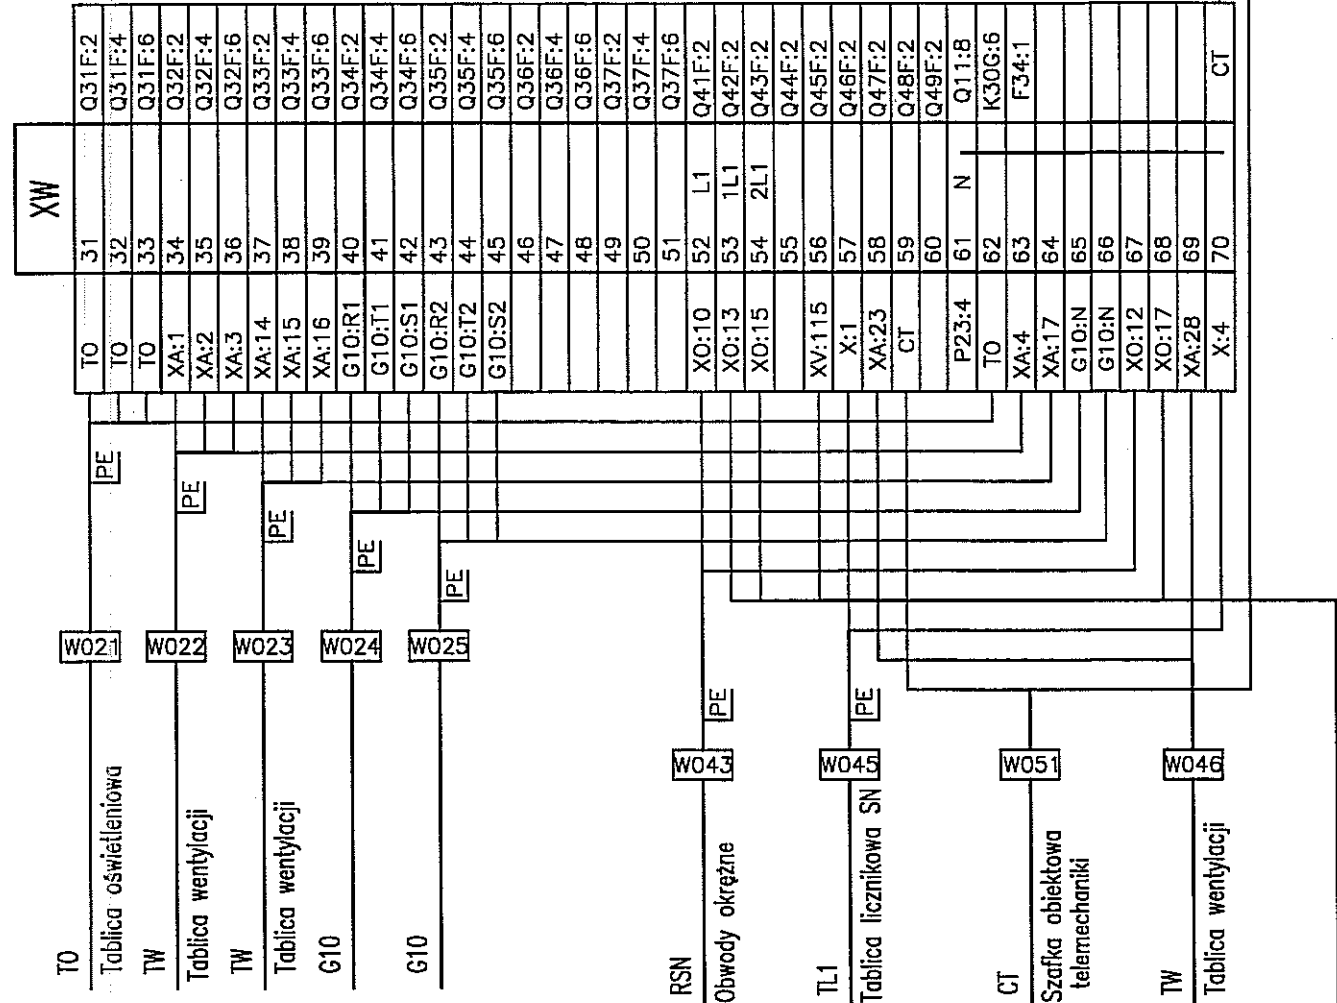 XW
TO 31 Q31F:2
TO 32 Q31F:4
TO 33 Q31F:6
XA:1 34 Q32F:2
XA:2 35 Q32F:4
XA:3 36 Q32F:6
XA:14 37 Q33F:2
XA:15 38 Q33F:4
XA:16 39 Q33F:6
G10:R1 40 Q34F:2
G10:T1 41 Q34F:4
G10:S1 42 Q34F:6
G10:R2 43 Q35F:2
G10:T2 44 Q35F:4
G10:S2 45 Q35F:6
46 Q36F:2
47 Q36F:4
48 Q36F:6
49 Q37F:2
50 Q37F:4
51 Q37F:6
XO:10 52 L1 Q41F:2
XO:13 53 1L1 Q42F:2
XO:15 54 2L1 Q43F:2
55 Q44F:2
XV:115 56 Q45F:2
X:1 57 Q46F:2
XA:23 58 Q47F:2
CT 59 Q48F:2
60 Q49F:2
P23:4 61 N Q11:8
TO 62 K30G:6
XA:4 63 F34:1
XA:17 64
G10:N 65
G10:N 66
XO:12 67
XO:17 68
XA:28 69
X:4 70 CT
PE
PE
PE
PE
PE
PE
PE
W021
W022
W023
W024
W025
W043
W045
W051
W046
TO
Tablica oświetleniowa
TW
Tablica wentylacji
TW
Tablica wentylacji
G10
G10
RSN
Obwody okrężne
TL1
Tablica licznikowa SN
CT
Szafka obiektowa
telemechaniki
TW
Tablica wentylacji